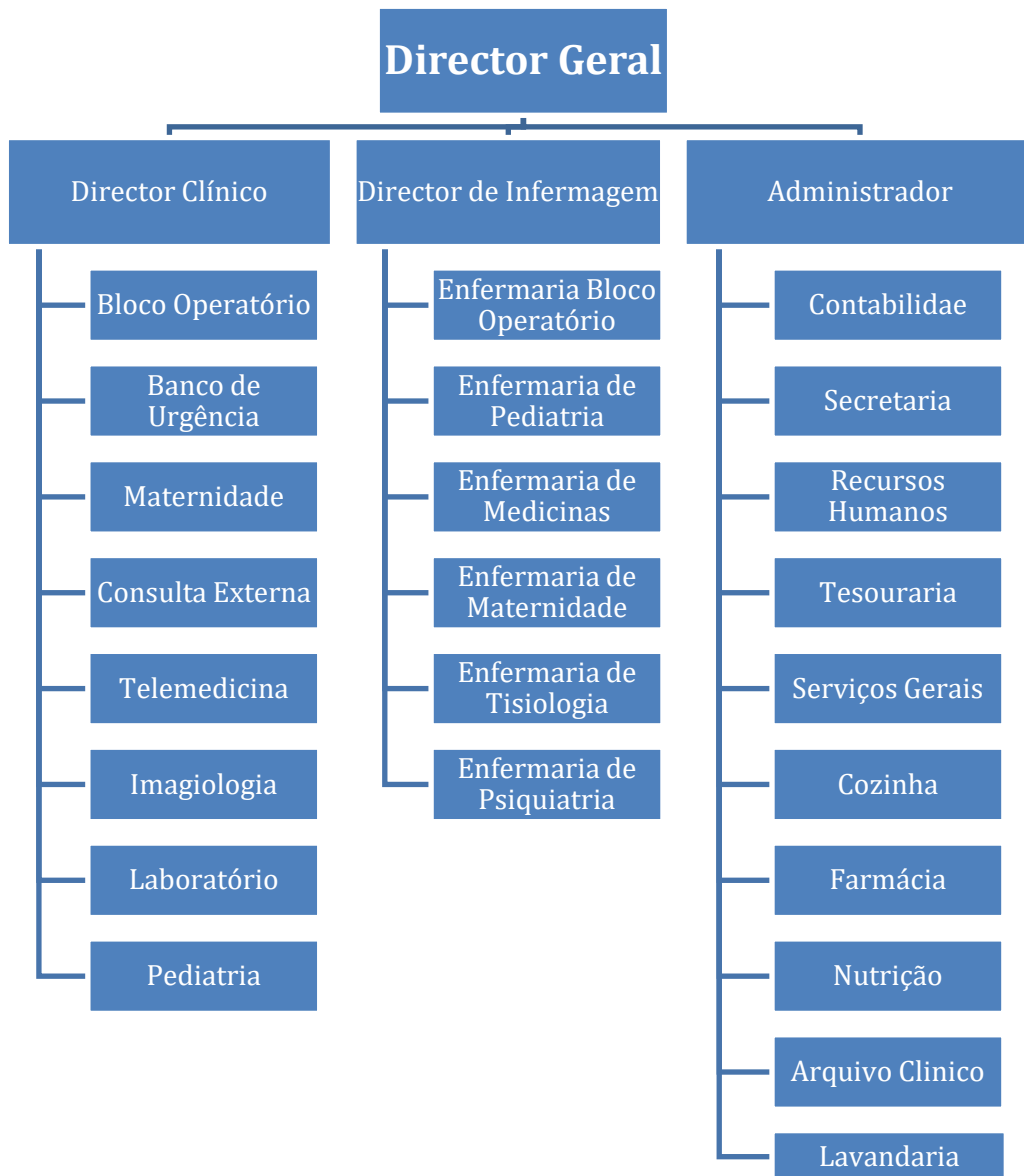 Director Geral
Director Clínico
Bloco Operatório
Banco de
Urgência
Maternidade
Consulta Externa
Telemedicina
Imagiologia
Laboratório
Pediatria
Director de Infermagem
Enfermaria Bloco
Operatório
Enfermaria de
Pediatria
Enfermaria de
Medicinas
Enfermaria de
Maternidade
Enfermaria de
Tisiologia
Enfermaria de
Psiquiatria
Administrador
Contabilidae
Secretaria
Recursos
Humanos
Tesouraria
Serviços Gerais
Cozinha
Farmácia
Nutrição
Arquivo Clinico
Lavandaria